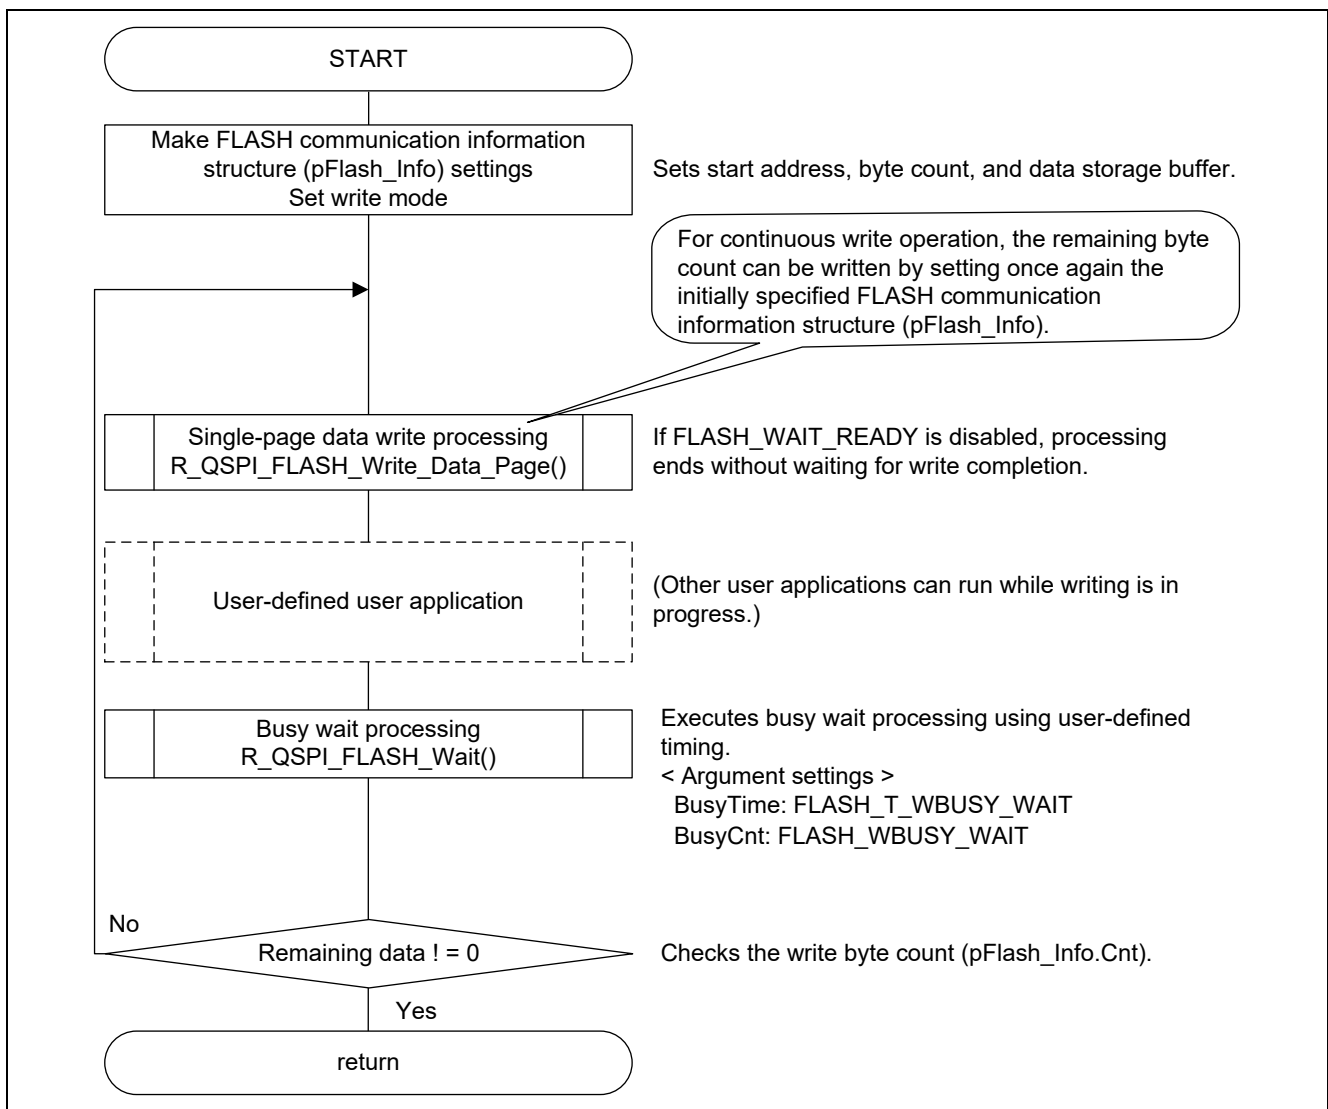 START
Make FLASH communication information
structure (pFlash_Info) settings
Set write mode
Sets start address, byte count, and data storage buffer.
For continuous write operation, the remaining byte
count can be written by setting once again the
initially specified FLASH communication
information structure (pFlash_Info).
Single-page data write processing
R_QSPI_FLASH_Write_Data_Page()
If FLASH_WAIT_READY is disabled, processing
ends without waiting for write completion.
User-defined user application
(Other user applications can run while writing is in
progress.)
Busy wait processing
R_QSPI_FLASH_Wait()
Executes busy wait processing using user-defined
timing.
< Argument settings >
BusyTime: FLASH_T_WBUSY_WAIT
BusyCnt: FLASH_WBUSY_WAIT
No
Remaining data ! = 0
Checks the write byte count (pFlash_Info.Cnt).
Yes
return